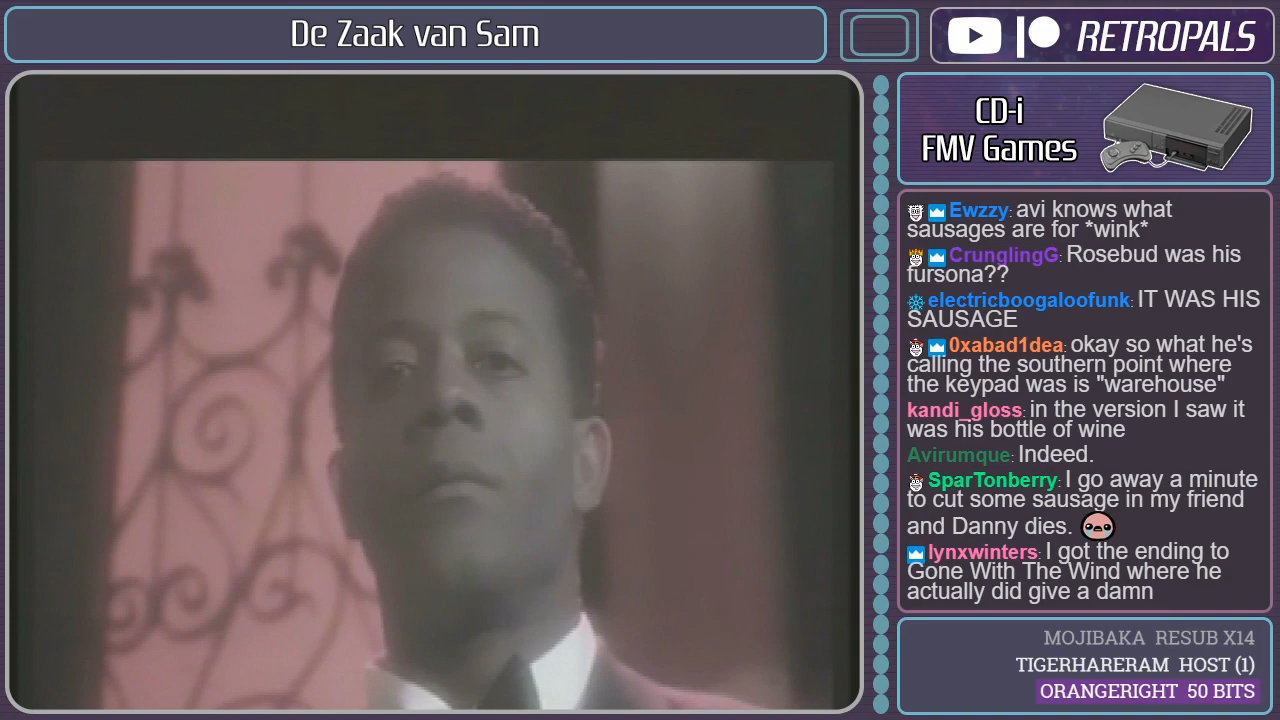 De Zaak van Sam
RETROPALS
CD-i
FMV Games
Ewzzy: avi knows what
sausages are for *wink*
CrunglingG: Rosebud was his
fursona??
electricboogaloofunk: IT WAS HIS
SAUSAGE
0xabad1dea: okay so what he's
calling the southern point where
the keypad was is "warehouse"
kandi_gloss: in the version I saw it
was his bottle of wine
Avirumque: Indeed.
SparTonberry: I go away a minute
to cut some sausage in my friend
and Danny dies.
lynxwinters: I got the ending to
Gone With The Wind where he
actually did give a damn
MOJIBAKA RESUB X14
TIGERHARERAM HOST (1)
ORANGERIGHT 50 BITS